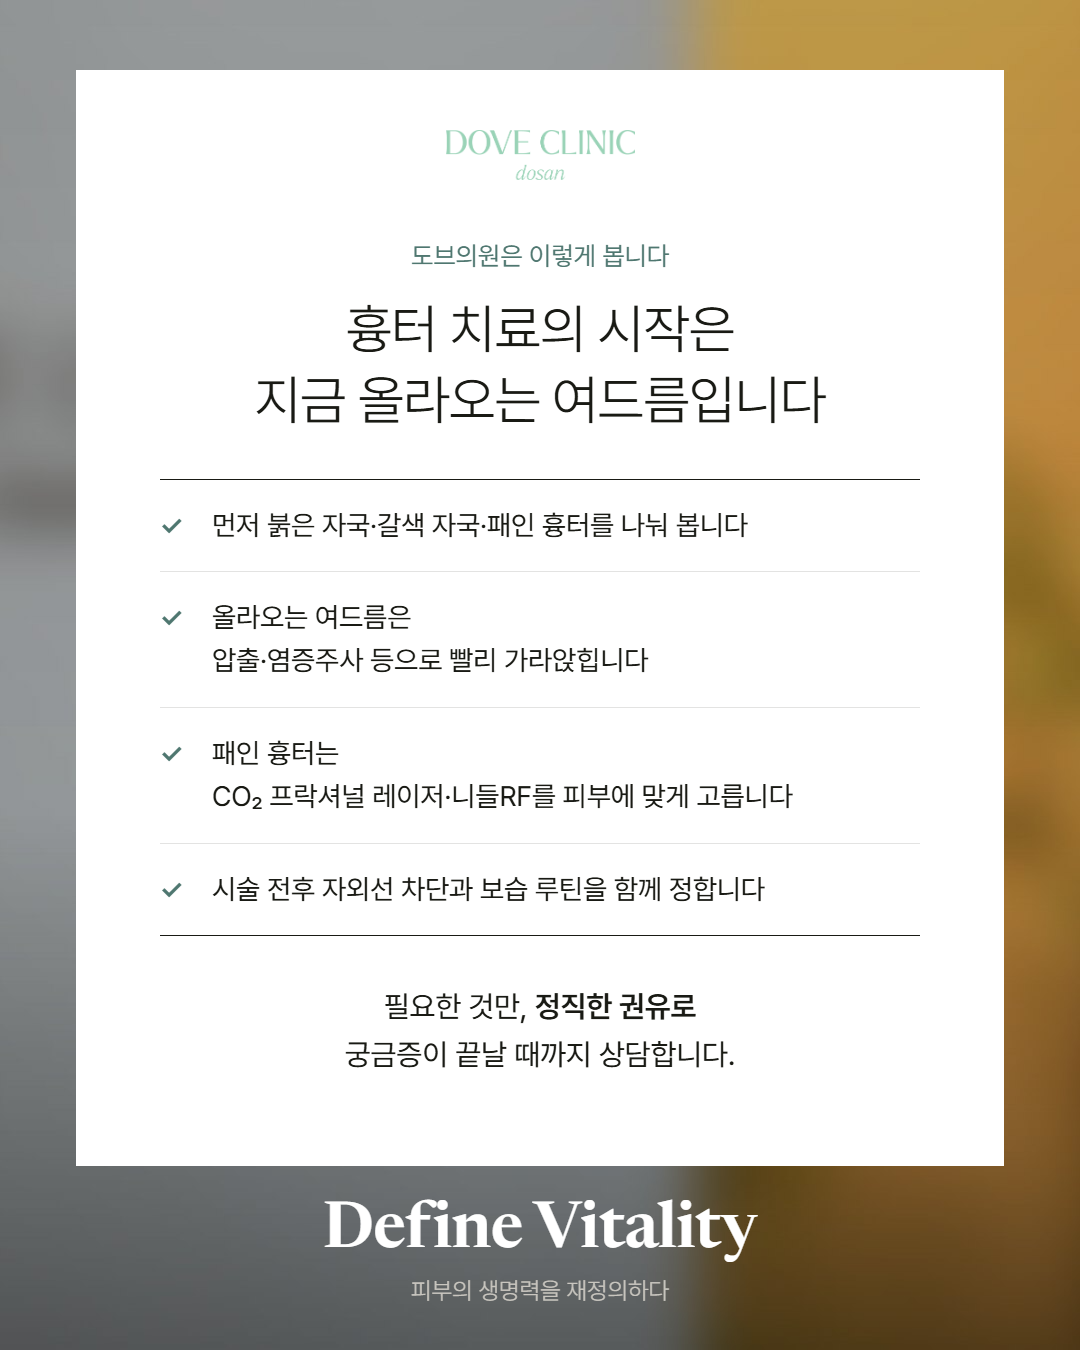 DOVE CLINIC
dosan
도브의원은 이렇게 봅니다
흉터 치료의 시작은
지금 올라오는 여드름입니다
먼저 붉은 자국·갈색 자국·패인 흉터를 나눠 봅니다
올라오는 여드름은
압출·염증주사 등으로 빨리 가라앉힙니다
패인 흉터는
CO₂ 프락셔널 레이저·니들RF를 피부에 맞게 고릅니다
시술 전후 자외선 차단과 보습 루틴을 함께 정합니다
필요한 것만, 정직한 권유로
궁금증이 끝날 때까지 상담합니다.
Define Vitality
피부의 생명력을 재정의하다